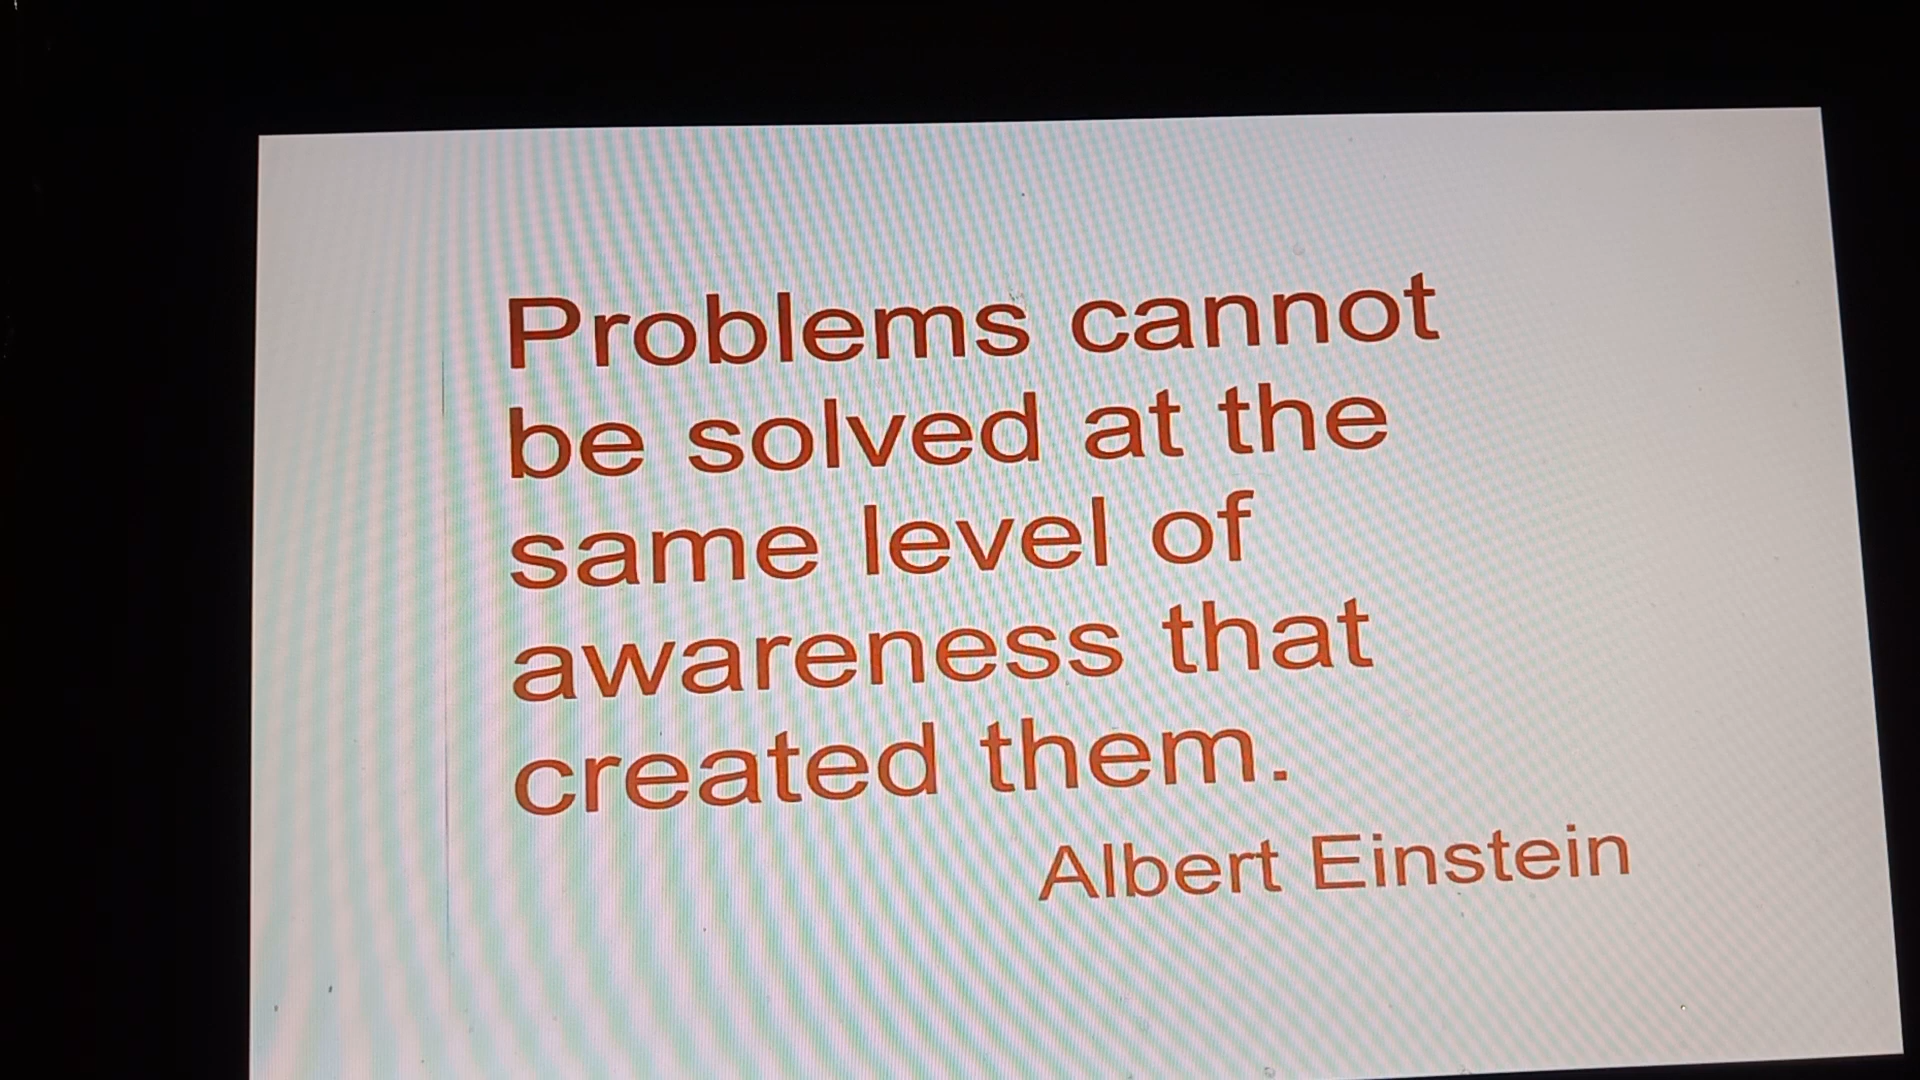 Problems cannot
be solved at the
same level of
awareness that
created them.
Albert Einstein